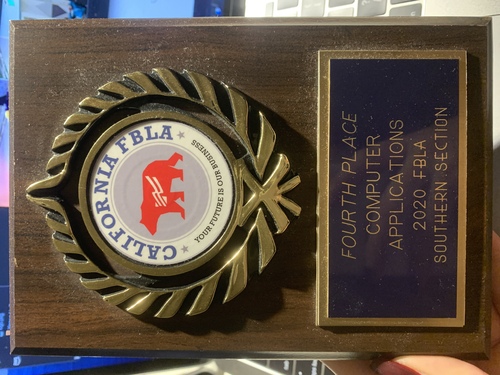 CALIFORNIA FBLA
YOUR FUTURE IS OUR BUSINESS
FOURTH PLACE
COMPUTER
APPLICATIONS
2020 FBLA
SOUTHERN SECTION